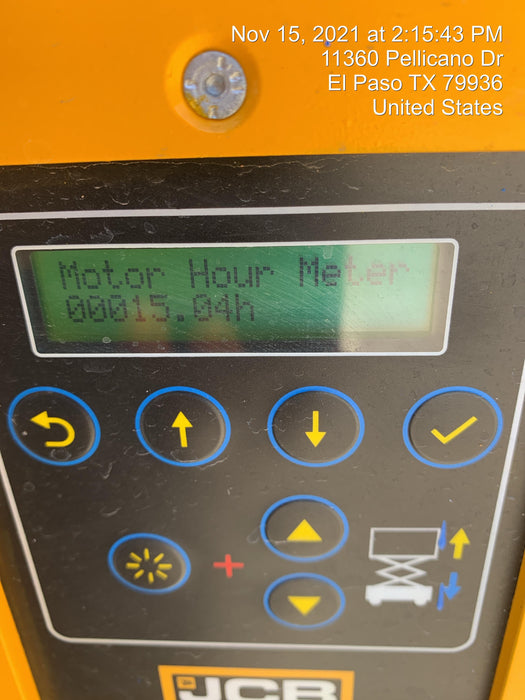 Nov 15, 2021 at 2:15:43 PM
11360 Pellicano Dr
El Paso TX 79936
United States
Motor Hour Meter
00015.04h
JCB